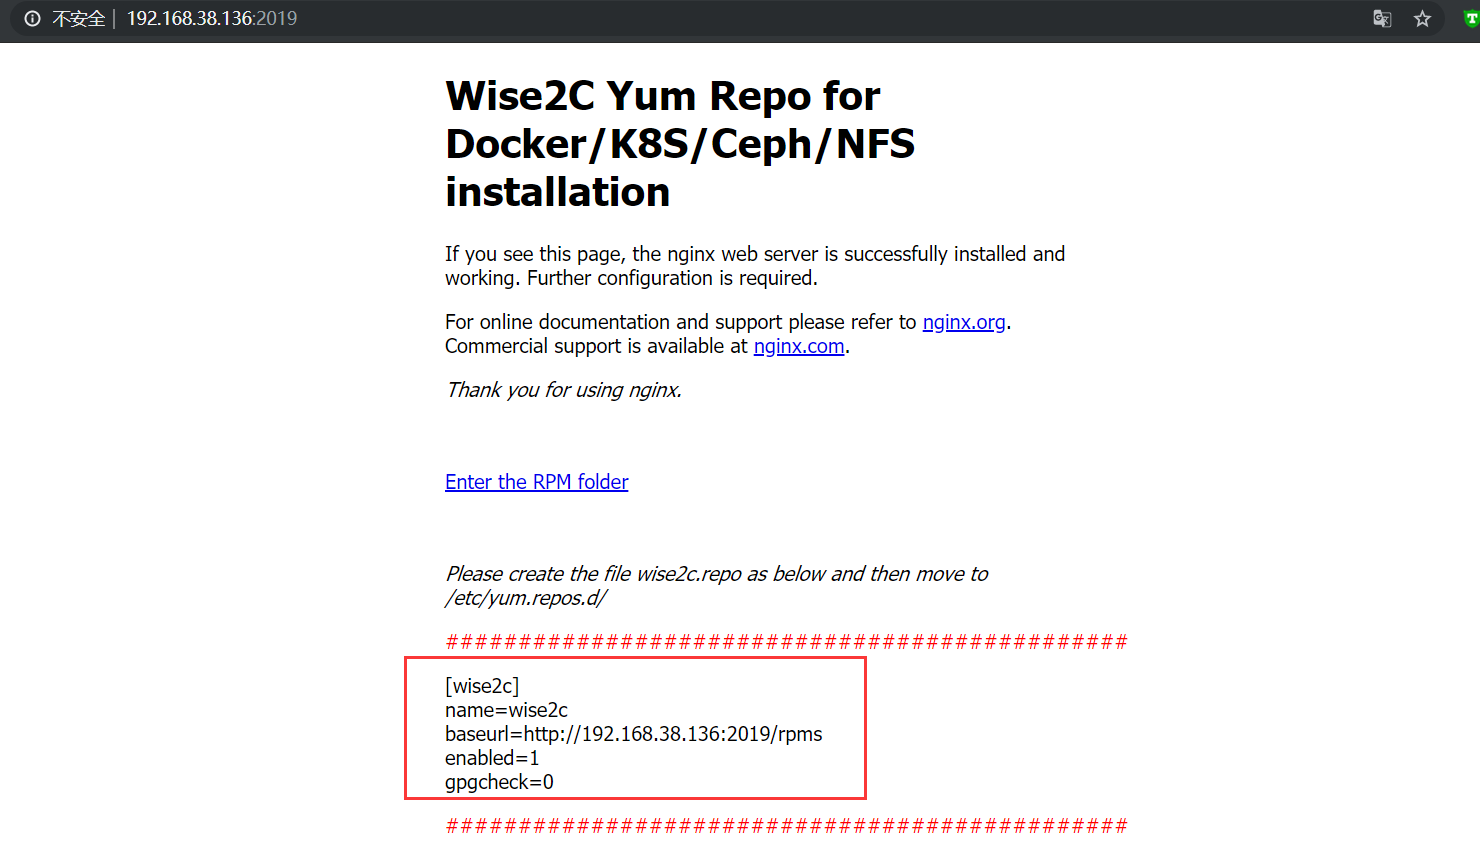 不安全 | 192.168.38.136:2019
Wise2C Yum Repo for
Docker/K8S/Ceph/NFS
installation
If you see this page, the nginx web server is successfully installed and
working. Further configuration is required.
For online documentation and support please refer to nginx.org.
Commercial support is available at nginx.com.
Thank you for using nginx.
Enter the RPM folder
Please create the file wise2c.repo as below and then move to
/etc/yum.repos.d/
###############################################
[wise2c]
name=wise2c
baseurl=http://192.168.38.136:2019/rpms
enabled=1
gpgcheck=0
###############################################